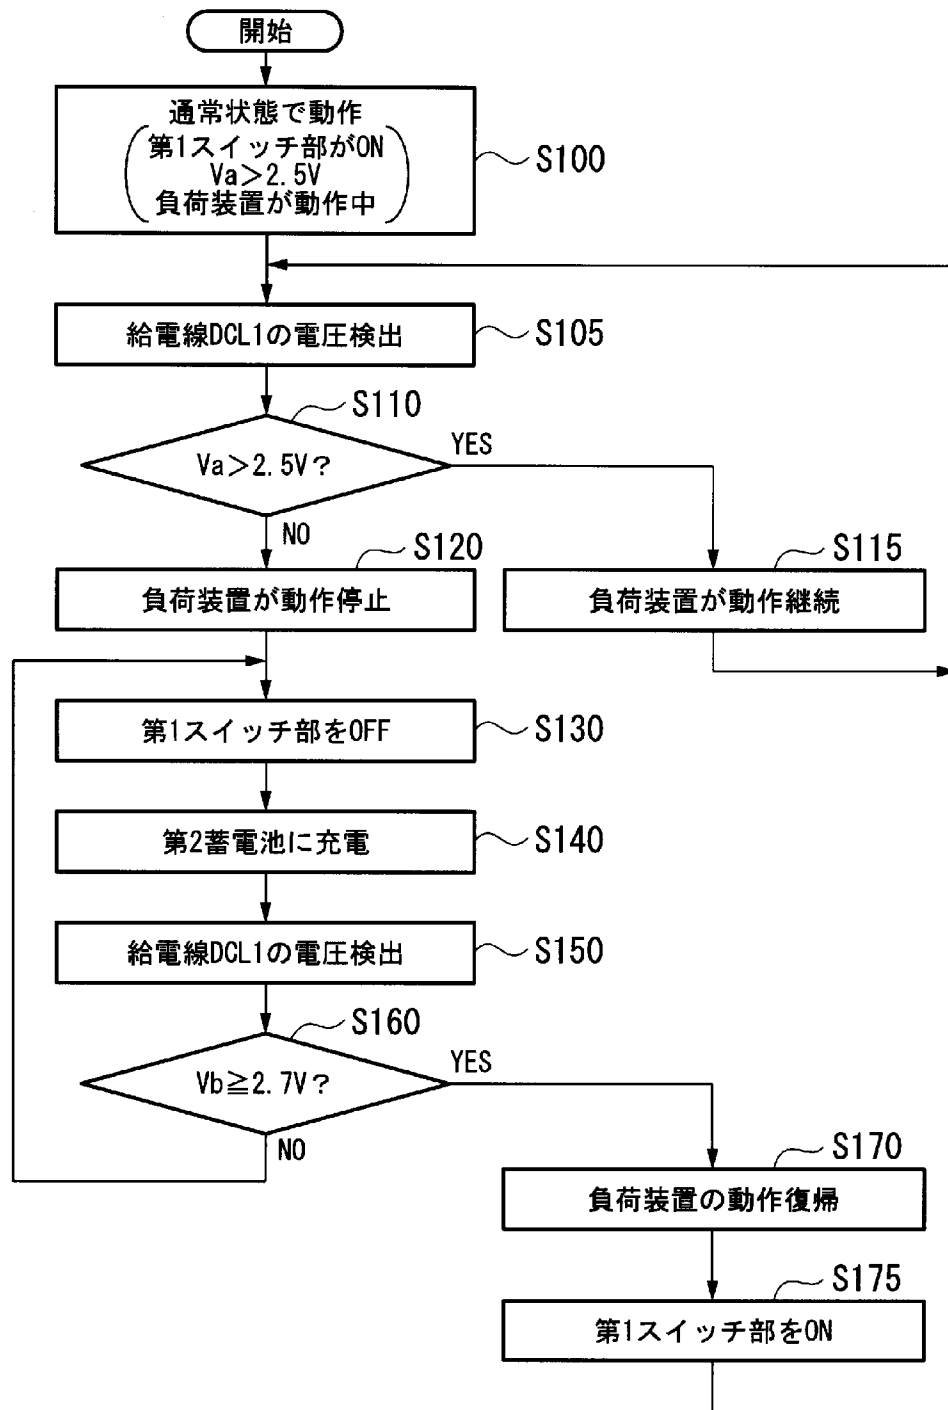 開始
通常状態で動作
第1スイッチ部がON
Va>2.5V
負荷装置が動作中
S100
給電線DCL1の電圧検出
S105
S110
Va>2.5V?
YES
NO
S120
S115
負荷装置が動作停止
負荷装置が動作継続
第1スイッチ部をOFF
S130
第2蓄電池に充電
S140
給電線DCL1の電圧検出
S150
S160
Vb≧2.7V?
YES
NO
S170
負荷装置の動作復帰
S175
第1スイッチ部をON